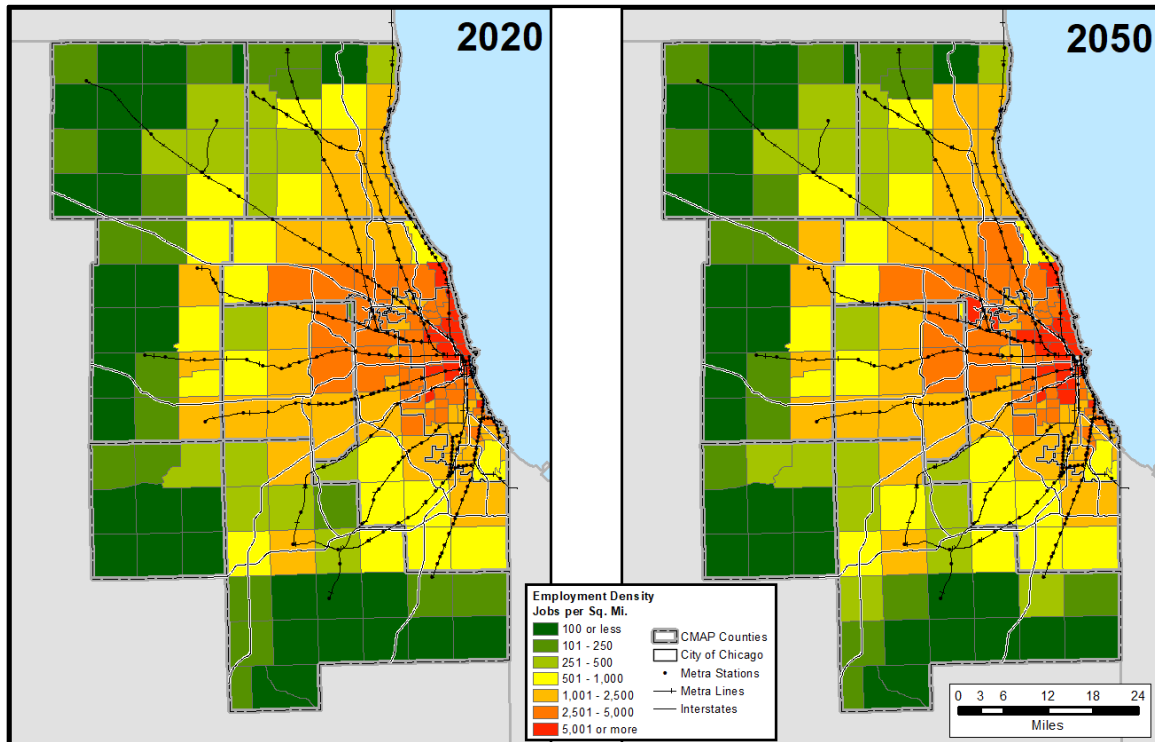 2020
2050
Employment Density
Jobs per Sq. Mi.
100 or less
101 - 250
251 - 500
501 - 1,000
1,001 - 2,500
2,501 - 5,000
5,001 or more
CMAP Counties
City of Chicago
Metra Stations
Metra Lines
Interstates
0 3 6 12 18 24
Miles